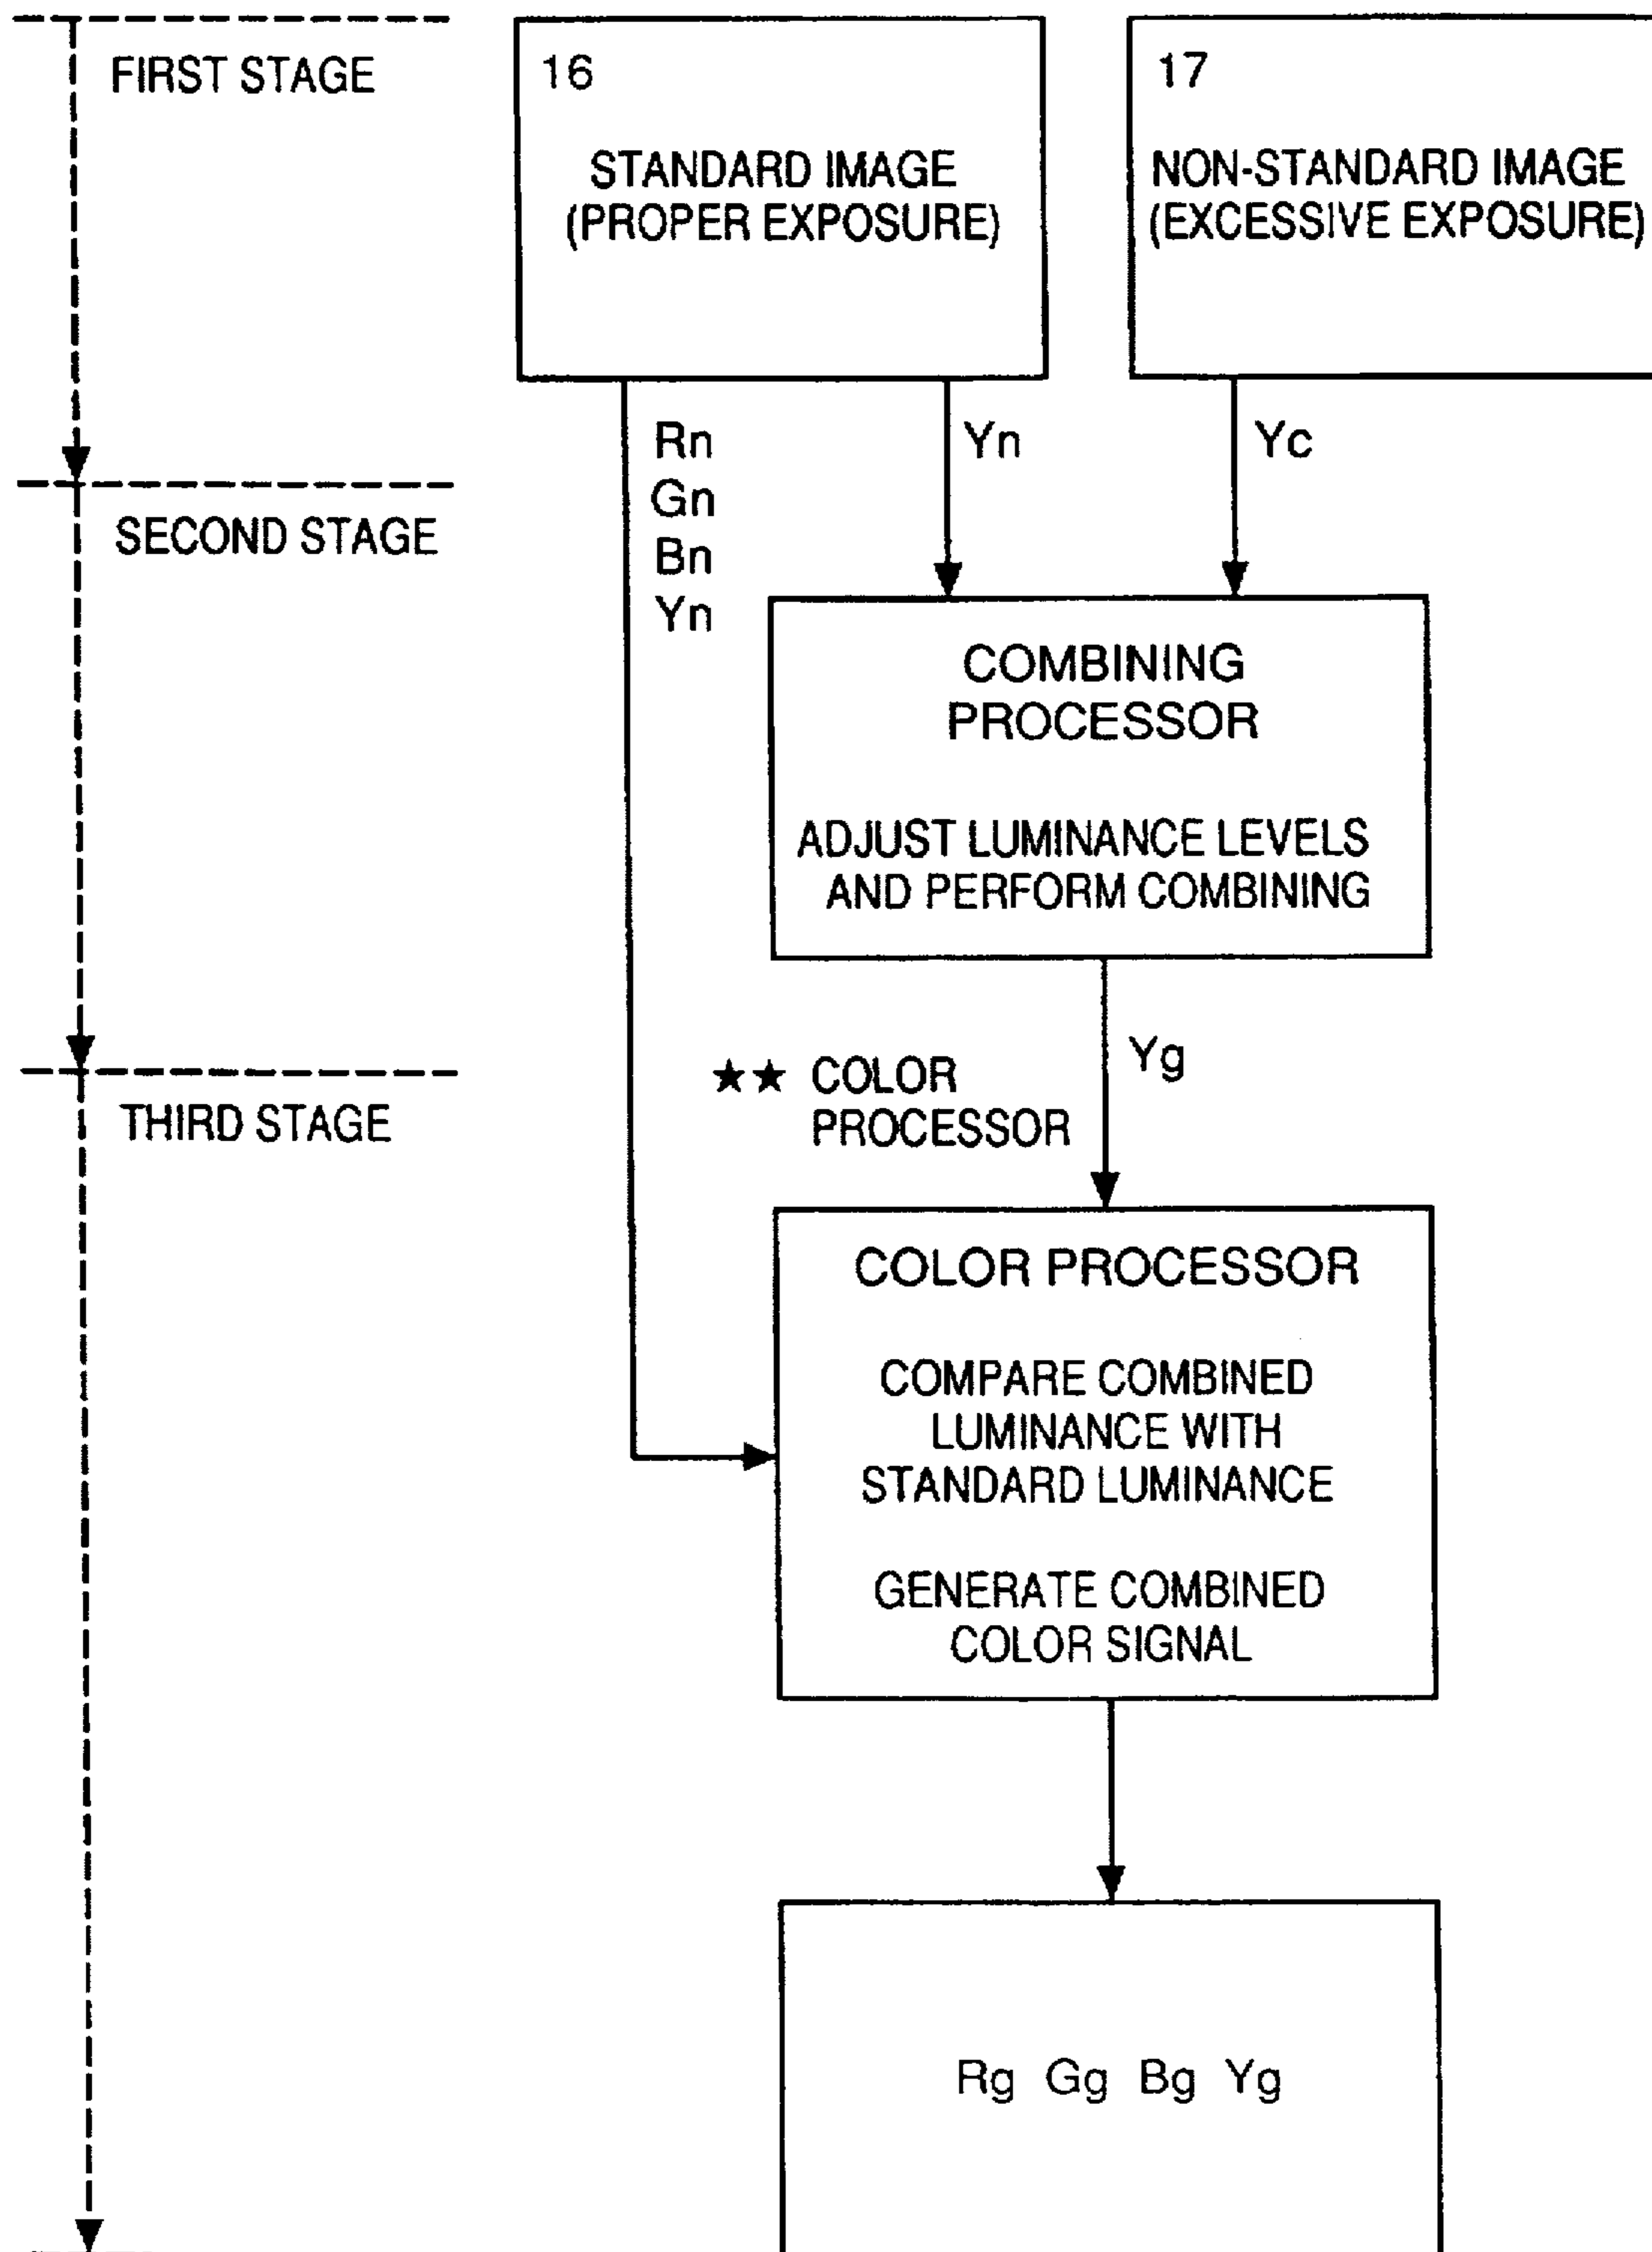 FIRST STAGE
16
STANDARD IMAGE
(PROPER EXPOSURE)
17
NON-STANDARD IMAGE
(EXCESSIVE EXPOSURE)
Rn
Gn
Bn
Yn
Yn
Yc
SECOND STAGE
COMBINING
PROCESSOR
ADJUST LUMINANCE LEVELS
AND PERFORM COMBINING
Yg
★★ COLOR
PROCESSOR
THIRD STAGE
COLOR PROCESSOR
COMPARE COMBINED
LUMINANCE WITH
STANDARD LUMINANCE
GENERATE COMBINED
COLOR SIGNAL
Rg Gg Bg Yg